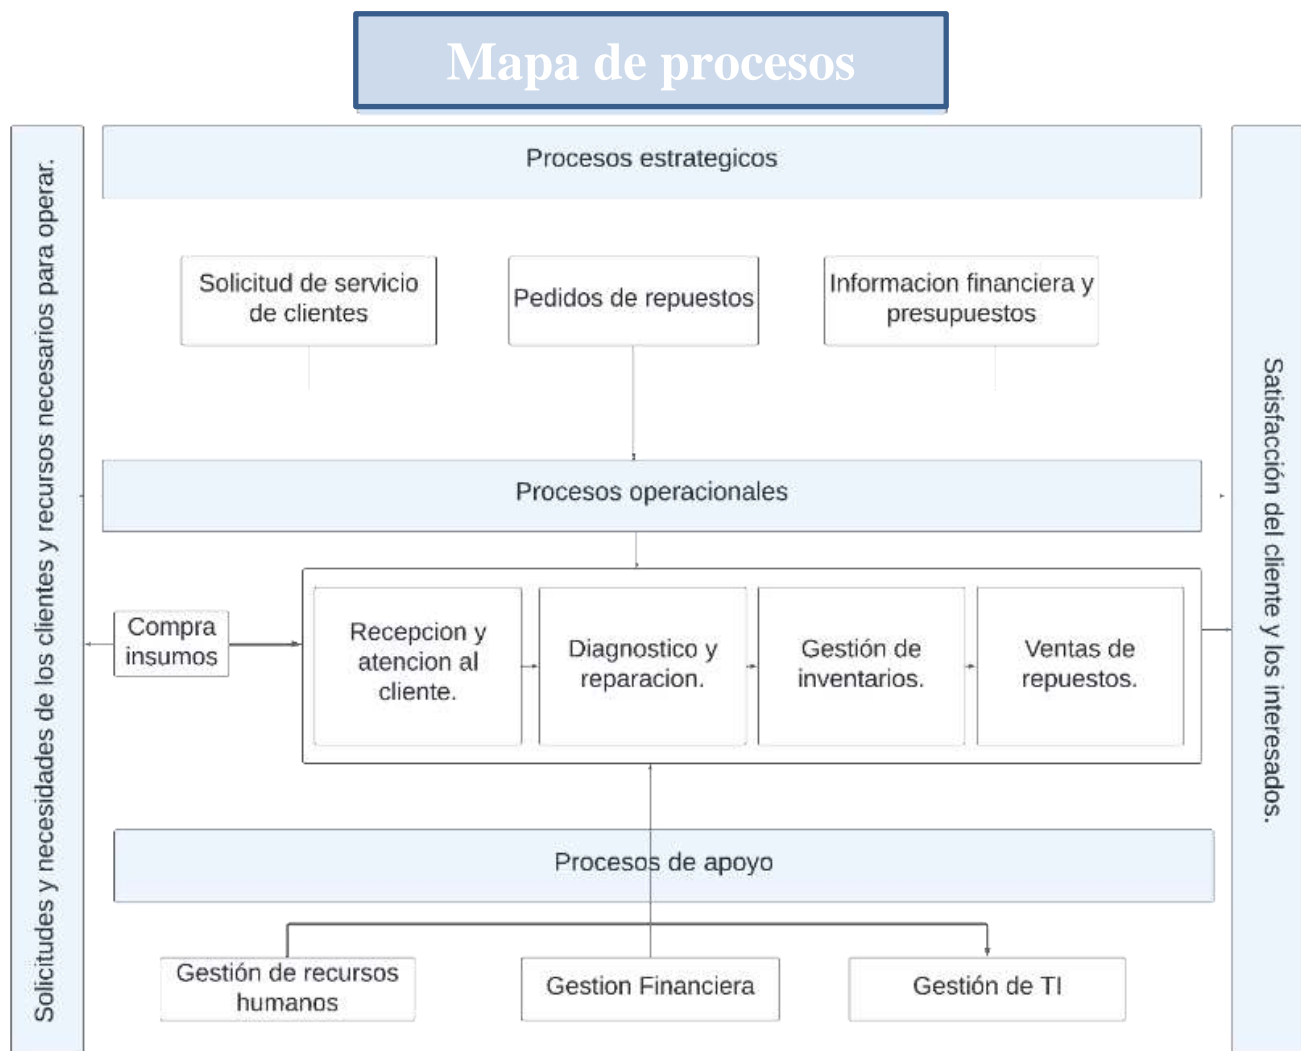 Mapa de procesos
Solicitudes y necesidades de los clientes y recursos necesarios para operar.
Procesos estrategicos
Solicitud de servicio
de clientes
Pedidos de repuestos
Informacion financiera y
presupuestos
Procesos operacionales
Compra
insumos
Recepcion y
atencion al
cliente.
Diagnostico y
reparacion.
Gestión de
inventarios.
Ventas de
repuestos.
Procesos de apoyo
Gestión de recursos
humanos
Gestion Financiera
Gestión de TI
Satisfacción del cliente y los interesados.